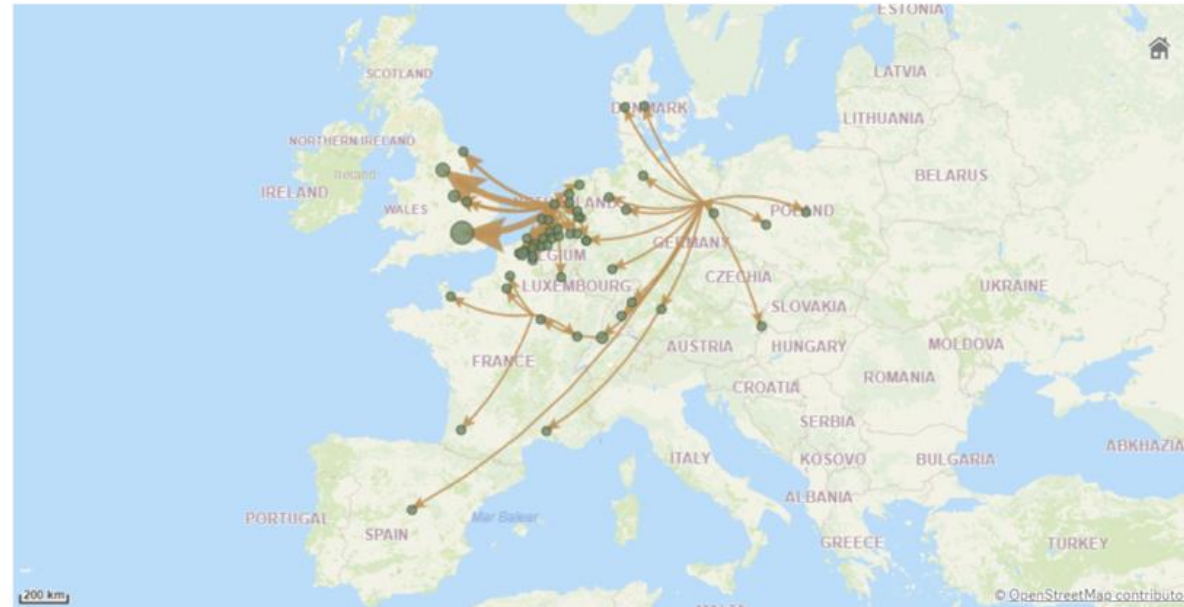 ESTONIA
SCOTLAND
LATVIA
DENMARK
LITHUANIA
NORTHERN IRELAND
Ireland
BELARUS
IRELAND
WALES
POLAND
GERMANY
BELGIUM
CZECHIA
LUXEMBOURG
UKRAINE
SLOVAKIA
FRANCE
AUSTRIA
HUNGARY
MOLDOVA
CROATIA
ROMANIA
SERBIA
ITALY
KOSOVO
BULGARIA
ABKHAZIA
ALBANIA
PORTUGAL
Mar Balear
SPAIN
GREECE
TURKEY
200 km
© OpenStreetMap contributo